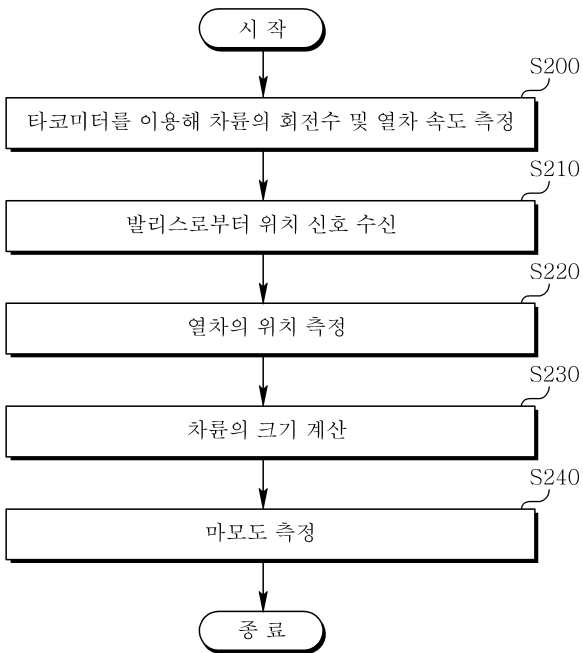 시 작
S200
타코미터를 이용해 차륜의 회전수 및 열차 속도 측정
S210
발리스로부터 위치 신호 수신
S220
열차의 위치 측정
S230
차륜의 크기 계산
S240
마모도 측정
종 료